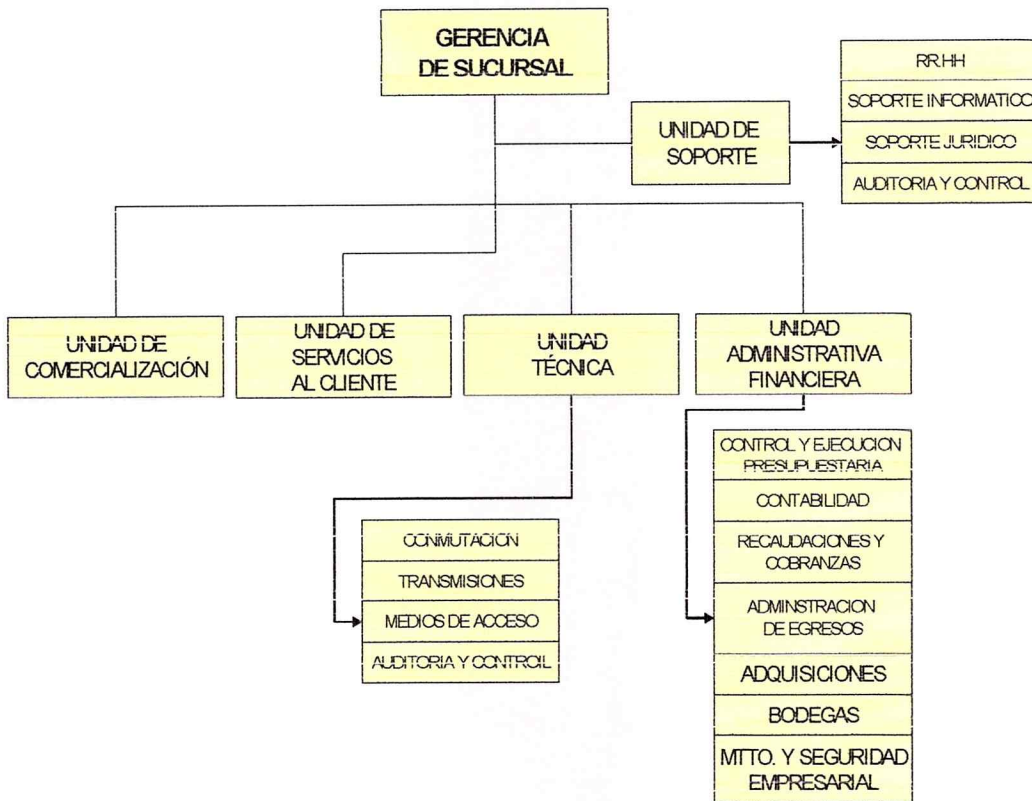 GERENCIA
DE SUCURSAL
UNIDAD DE
SOPORTE
RR.HH
SOPORTE INFORMATICO
SOPORTE JURIDICO
AUDITORIA Y CONTROL
UNIDAD DE
COMERCIALIZACIÓN
UNIDAD DE
SERVICIOS
AL CLIENTE
UNIDAD
TÉCNICA
UNIDAD
ADMINISTRATIVA
FINANCIERA
CONMUTACION
TRANSMISIONES
MEDIOS DE ACCESO
AUDITORIA Y CONTROIL
CONTROL Y EJECUCION
PRESUPUESTARIA
CONTABILIDAD
RECAUDACIONES Y
COBRANZAS
ADMINSTRACION
DE EGRESOS
ADQUISICIONES
BODEGAS
MTTO. Y SEGURIDAD
EMPRESARIAL